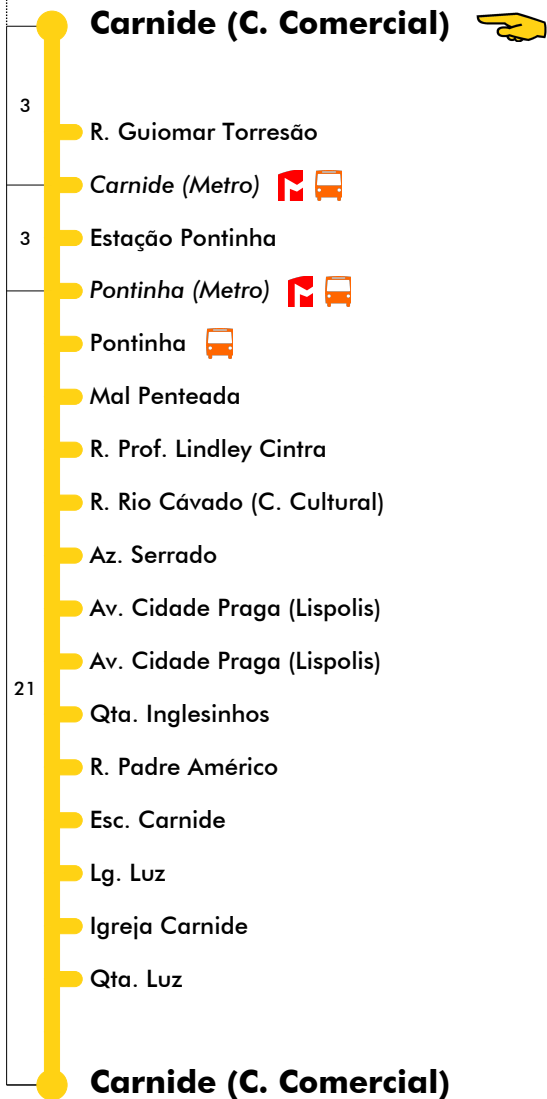 Carnide (C. Comercial)
3
R. Guiomar Torresão
Carnide (Metro)
3
Estação Pontinha
Pontinha (Metro)
Pontinha
Mal Penteada
R. Prof. Lindley Cintra
R. Rio Cávado (C. Cultural)
Az. Serrado
Av. Cidade Praga (Lispolis)
Av. Cidade Praga (Lispolis)
21
Qta. Inglesinhos
R. Padre Américo
Esc. Carnide
Lg. Luz
Igreja Carnide
Qta. Luz
Carnide (C. Comercial)